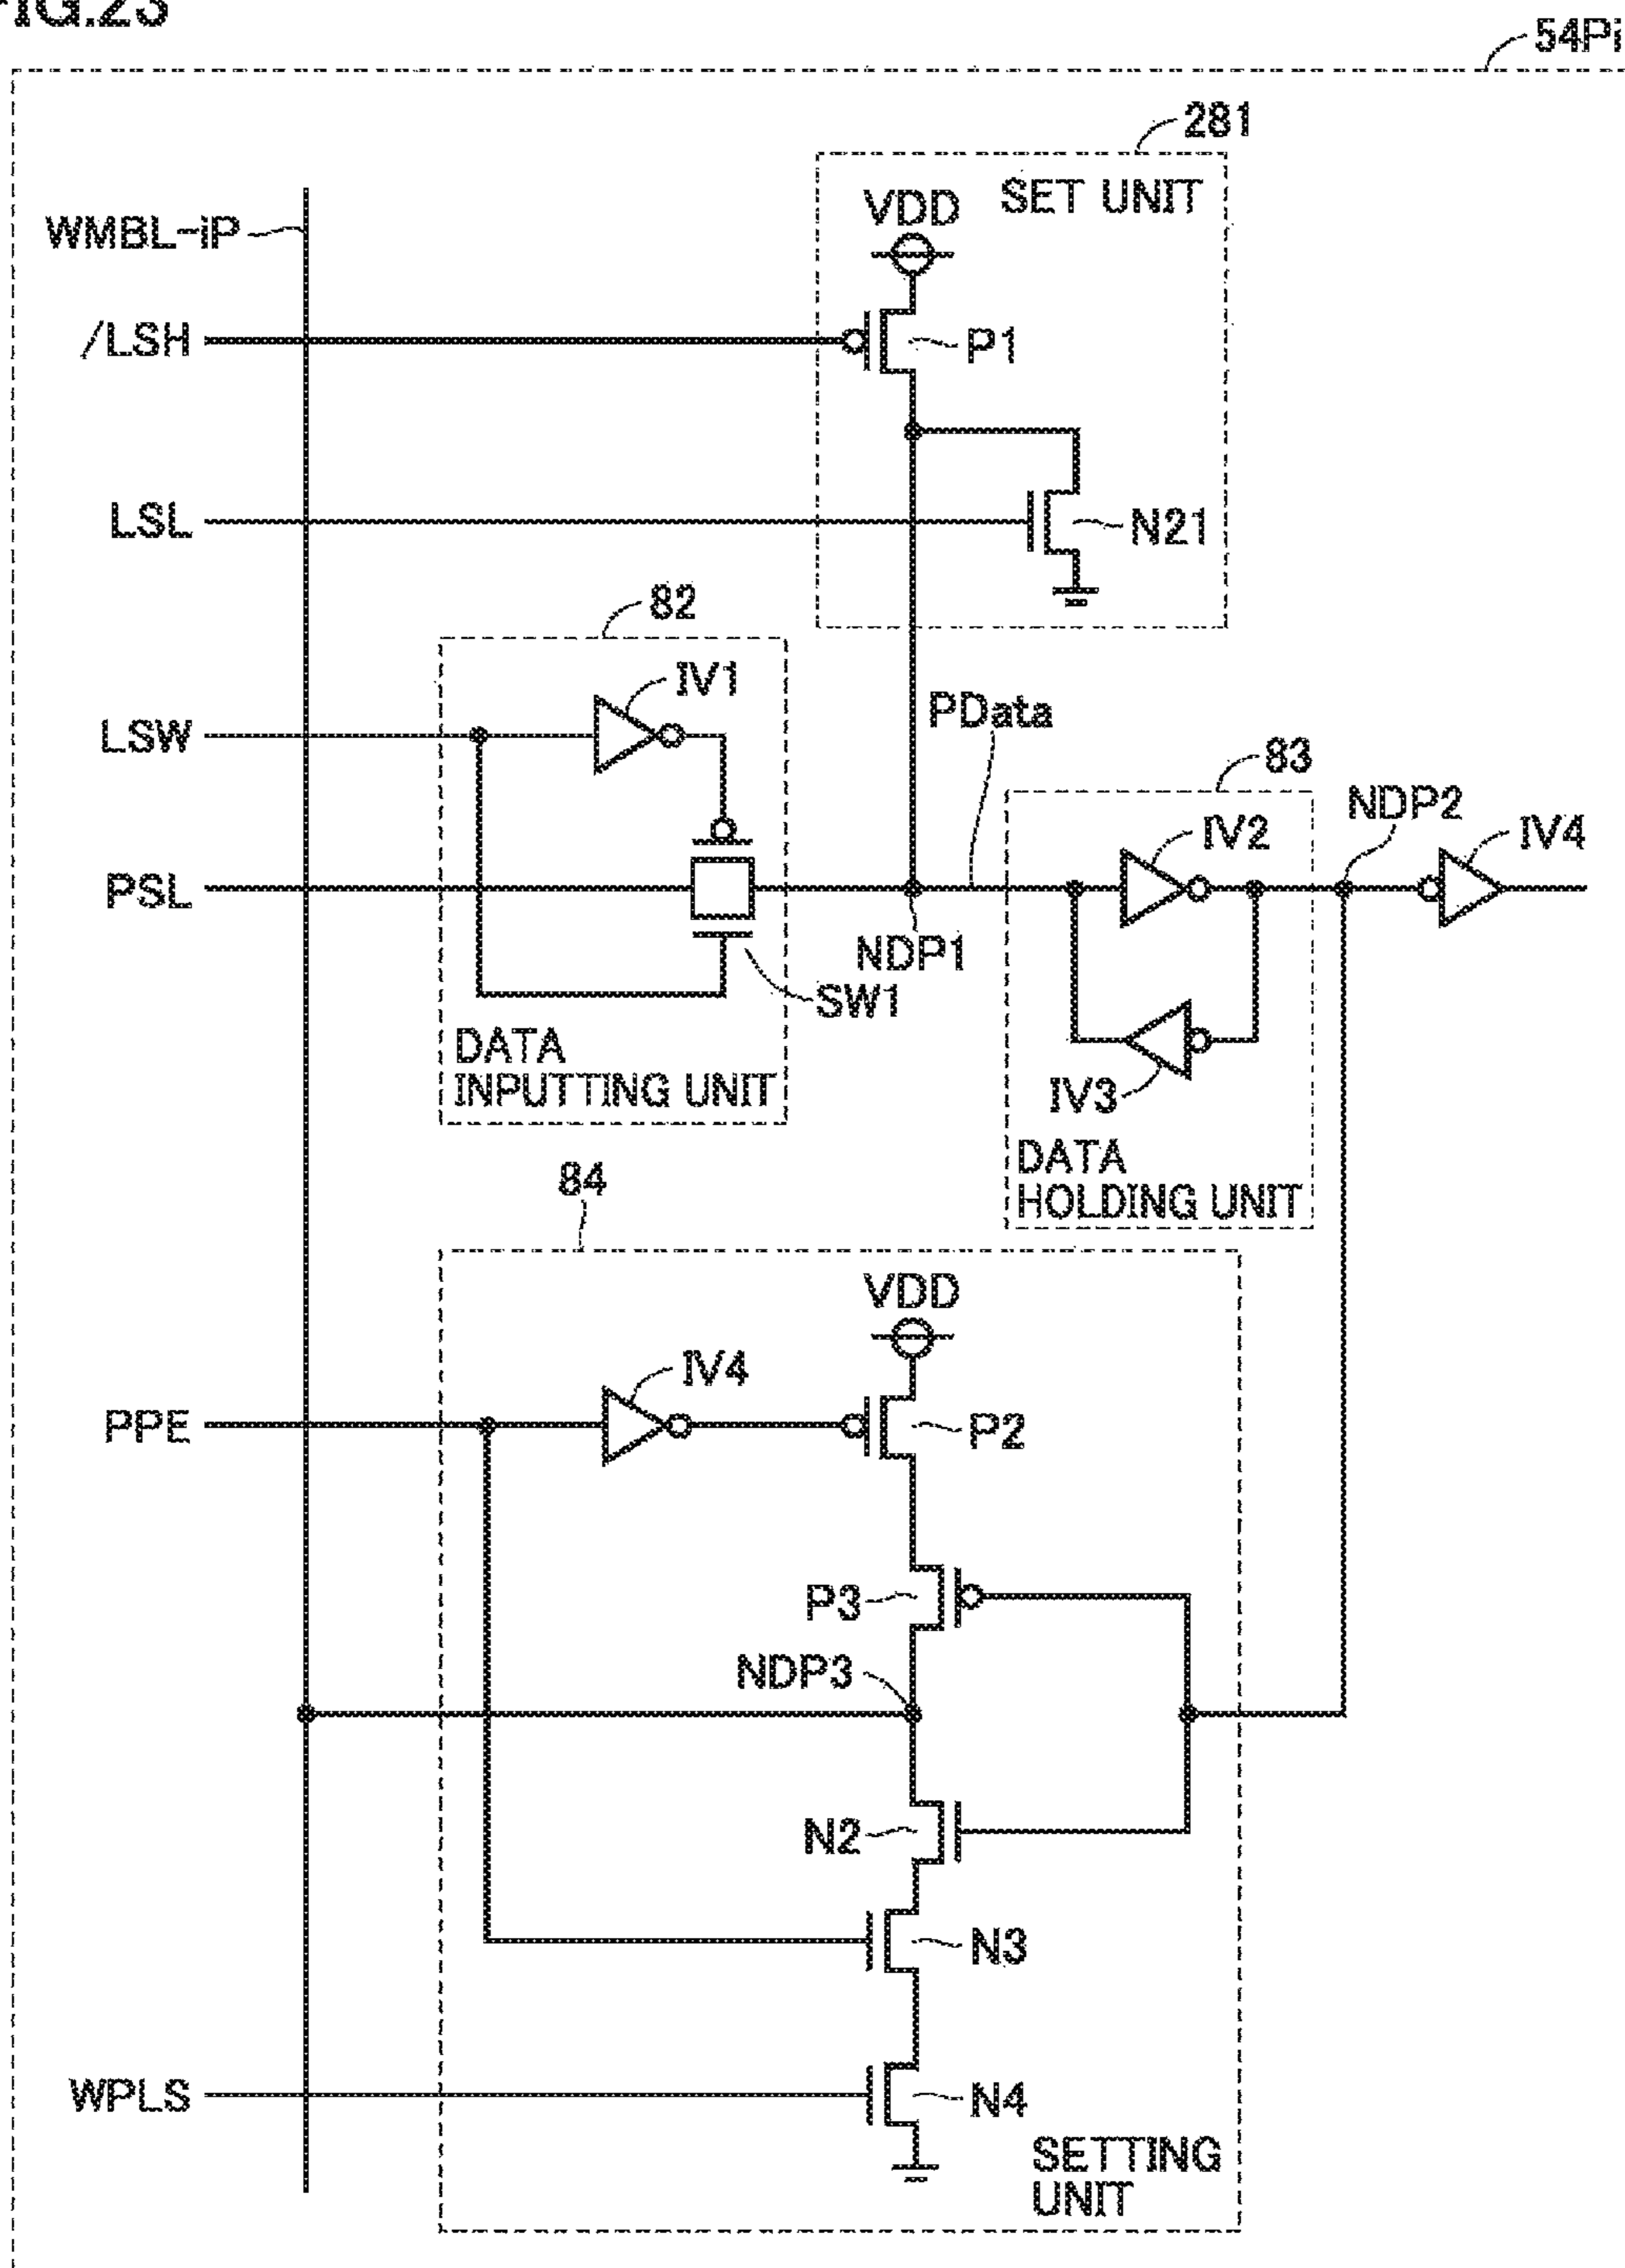 FIG.23
54Pi
281
SET UNIT
VDD
WMBL-iP
/LSH
P1
LSL
N21
82
IV1
LSW
PData
83
NDP2
IV2
IV4
PSL
NDP1
SW1
DATA
INPUTTING UNIT
IV3
DATA
HOLDING UNIT
84
VDD
IV4
PPE
P2
P3
NDP3
N2
N3
WPLS
N4
SETTING
UNIT